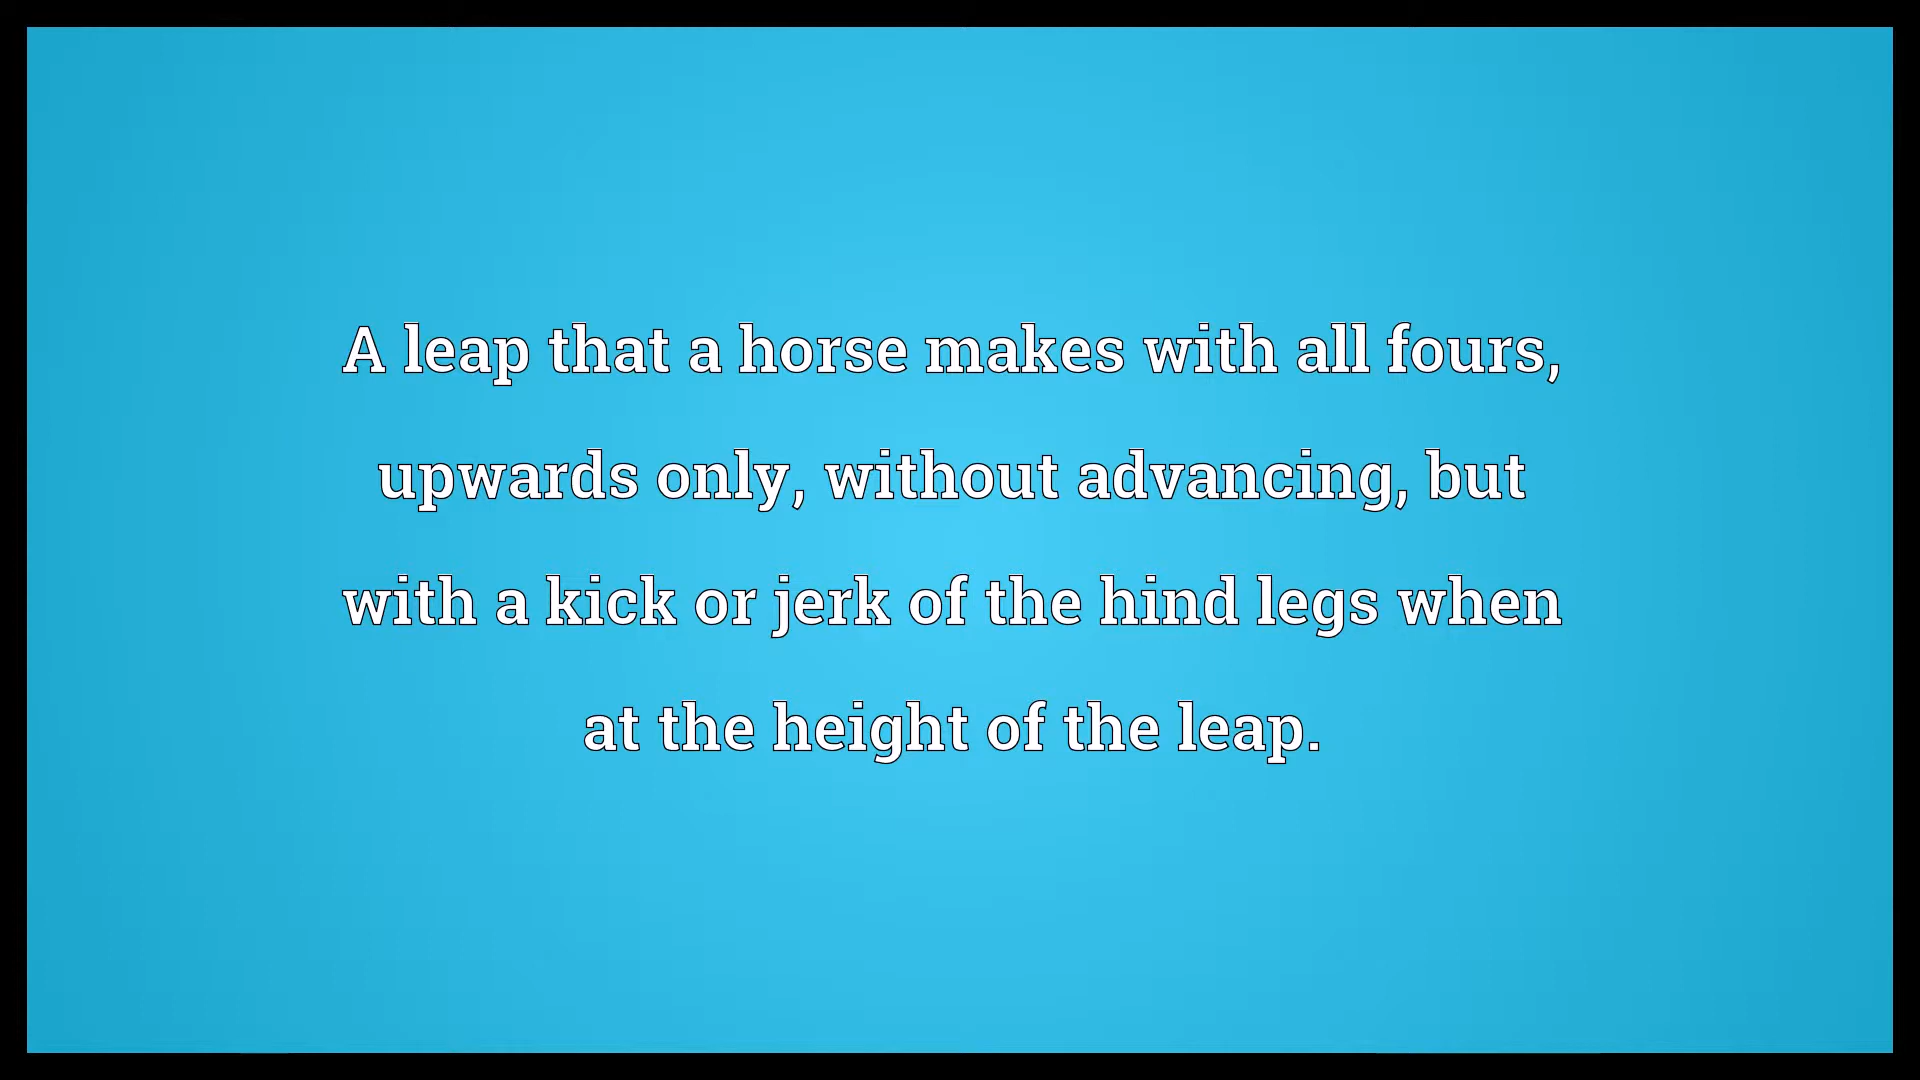 A leap that a horse makes with all fours,
upwards only, without advancing, but
with a kick or jerk of the hind legs when
at the height of the leap.